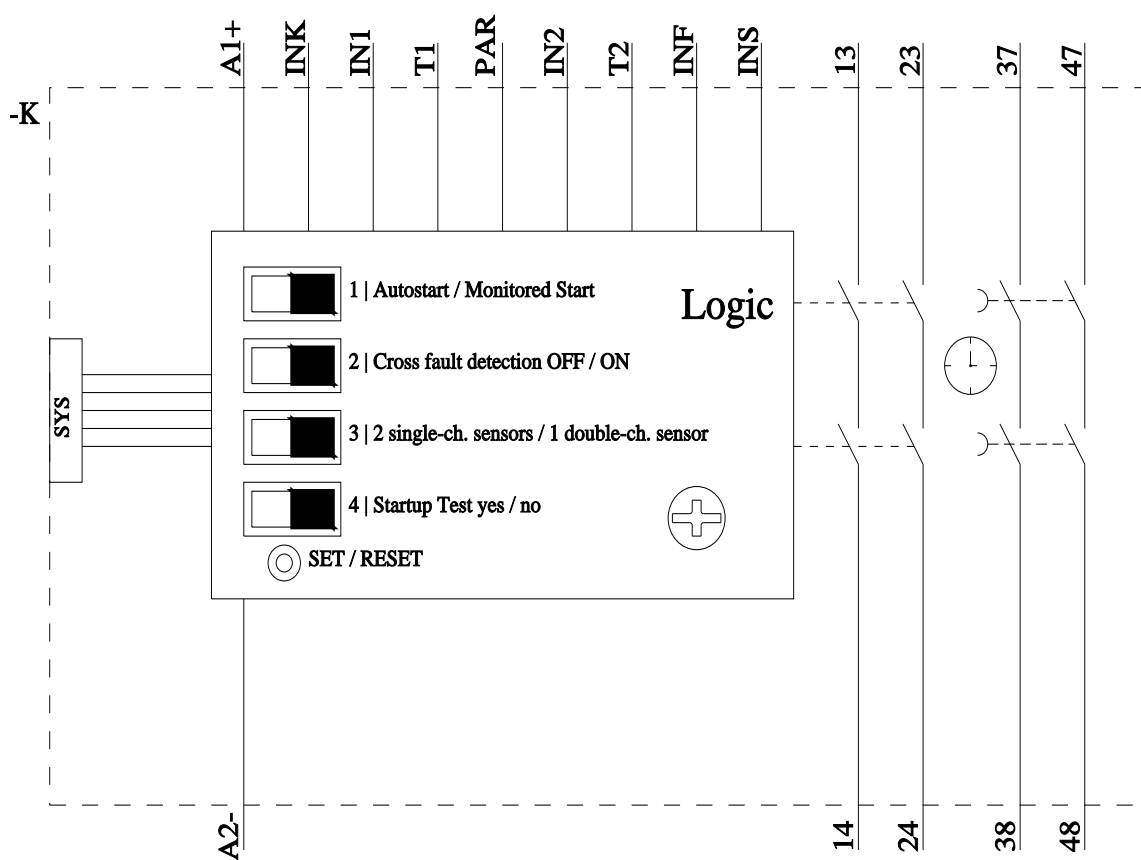 A1+
INK
IN1
T1
PAR
IN2
T2
INF
INS
13
23
37
47
-K
1 | Autostart / Monitored Start
Logic
2 | Cross fault detection OFF / ON
SYS
3 | 2 single-ch. sensors / 1 double-ch. sensor
4 | Startup Test yes / no
SET / RESET
A2-
14
24
38
48